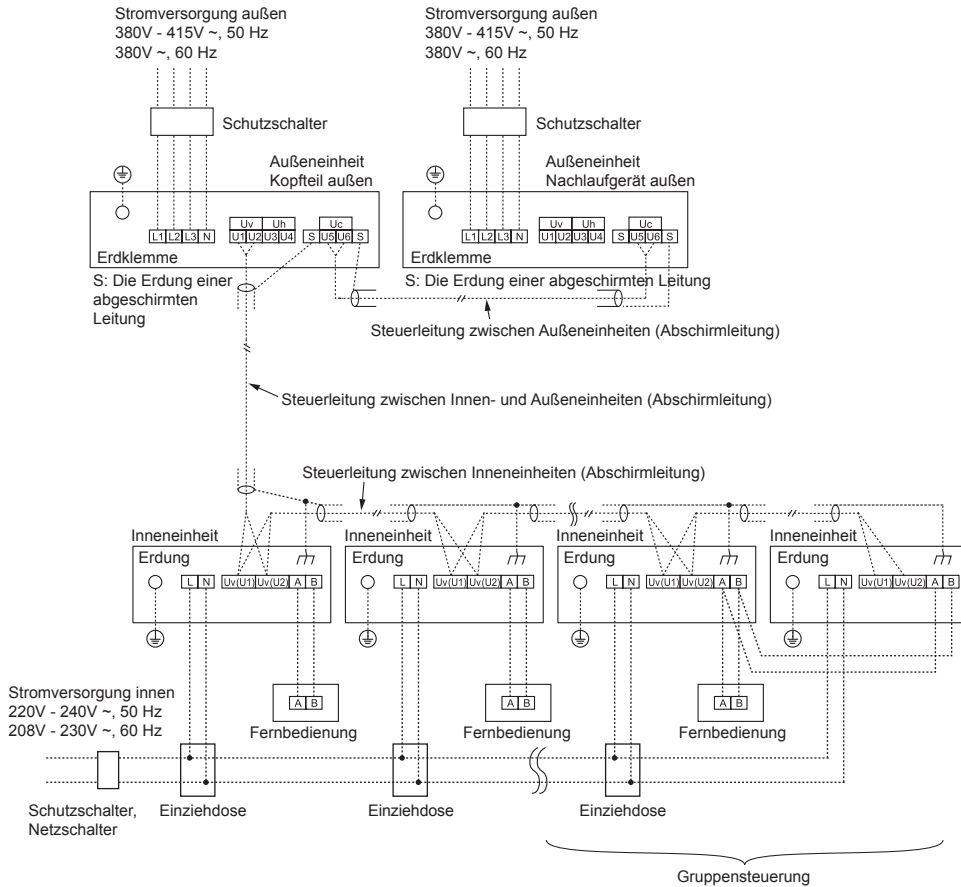 Stromversorgung außen
380V - 415V ~, 50 Hz
380V ~, 60 Hz
Stromversorgung außen
380V - 415V ~, 50 Hz
380V ~, 60 Hz
Schutzschalter
Schutzschalter
Außeneinheit
Kopfteil außen
Außeneinheit
Nachlaufgerät außen
Uv Uh Uc
L1 L2 L3 N U1 U2 U3 U4 S U5 U6 S
Erdklemme
Uv Uh Uc
L1 L2 L3 N U1 U2 U3 U4 S U5 U6 S
Erdklemme
S: Die Erdung einer
abgeschirmten
Leitung
S: Die Erdung einer abgeschirmten Leitung
Steuerleitung zwischen Außeneinheiten (Abschirmleitung)
Steuerleitung zwischen Innen- und Außeneinheiten (Abschirmleitung)
Steuerleitung zwischen Inneneinheiten (Abschirmleitung)
Inneneinheit
Erdung
L N Uv(U1) Uv(U2) A B
Inneneinheit
Erdung
L N Uv(U1) Uv(U2) A B
Inneneinheit
Erdung
L N Uv(U1) Uv(U2) A B
Inneneinheit
Erdung
L N Uv(U1) Uv(U2) A B
A B
Fernbedienung
A B
Fernbedienung
A B
Fernbedienung
Stromversorgung innen
220V - 240V ~, 50 Hz
208V - 230V ~, 60 Hz
Schutzschalter,
Netzschalter
Einziehdose
Einziehdose
Einziehdose
Gruppensteuerung